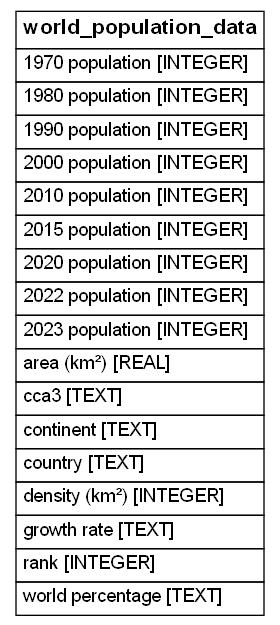 world_population_data
1970 population [INTEGER]
1980 population [INTEGER]
1990 population [INTEGER]
2000 population [INTEGER]
2010 population [INTEGER]
2015 population [INTEGER]
2020 population [INTEGER]
2022 population [INTEGER]
2023 population [INTEGER]
area (km²) [REAL]
cca3 [TEXT]
continent [TEXT]
country [TEXT]
density (km²) [INTEGER]
growth rate [TEXT]
rank [INTEGER]
world percentage [TEXT]